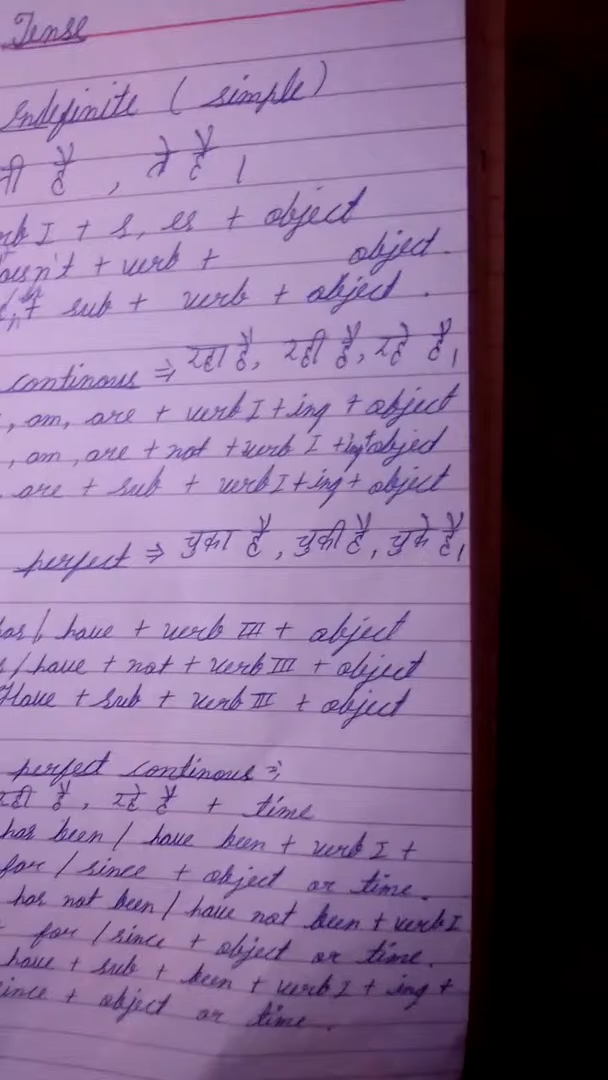 Tense
Indefinite ( simple)
ती है , ते हैं ।
rb I + s, es + object
oesn't + verb + object.
+ sub + verb + object .
continous ⇒ रहा है, रही है, रहे हैं।
, am, are + verb I + ing + object
, am , are + not + verb I + ing + object
are + sub + verb I + ing + object
perfect ⇒ चुका है , चुकी है, चुके हैं।
has / have + verb III + object
s / have + not + verb III + object
Have + sub + verb III + object
perfect continous ⇒
रही है , रहे है + time
has been / have been + verb I +
for / since + object or time.
has not been / have not been + verb I
for / since + object or time.
have + sub + been + verb I + ing +
ince + object or time.